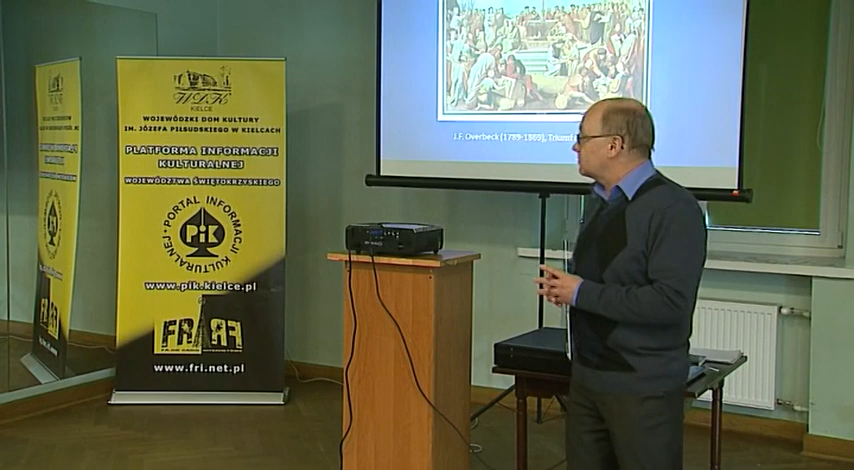 WDK
KIELCE
WOJEWÓDZKI DOM KULTURY
IM. JÓZEFA PIŁSUDSKIEGO W KIELCACH
PLATFORMA INFORMACJI
KULTURALNEJ
WOJEWÓDZTWA ŚWIĘTOKRZYSKIEGO
PORTAL INFORMACJI KULTURALNEJ
PiK
www.pik.kielce.pl
FRI
www.fri.net.pl
J.F. Overbeck (1789-1869), Triumf